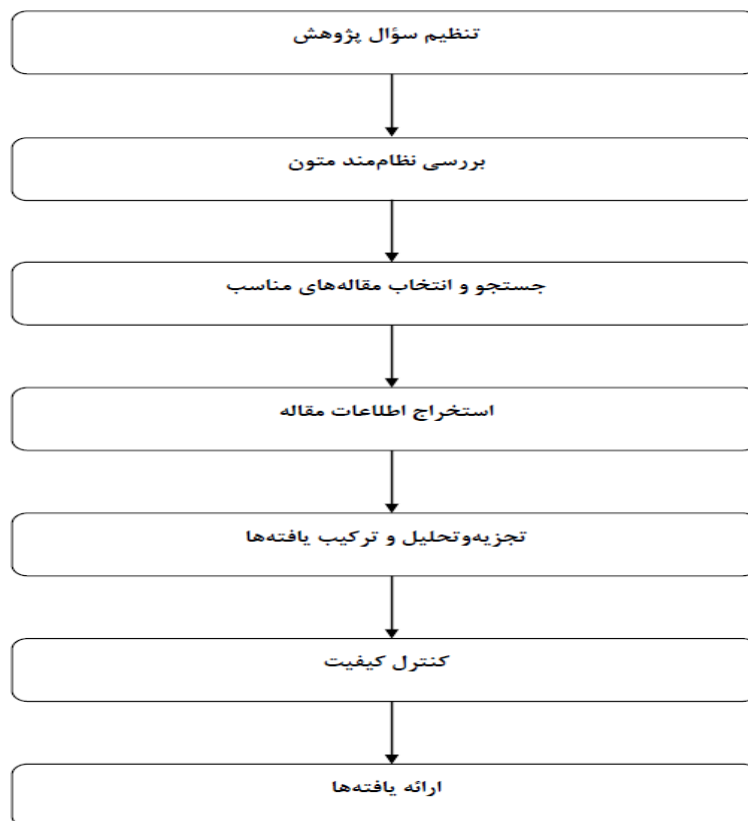 تنظیم سؤال پژوهش
بررسی نظام‌مند متون
جستجو و انتخاب مقاله‌های مناسب
استخراج اطلاعات مقاله
تجزیه‌وتحلیل و ترکیب یافته‌ها
کنترل کیفیت
ارائه یافته‌ها